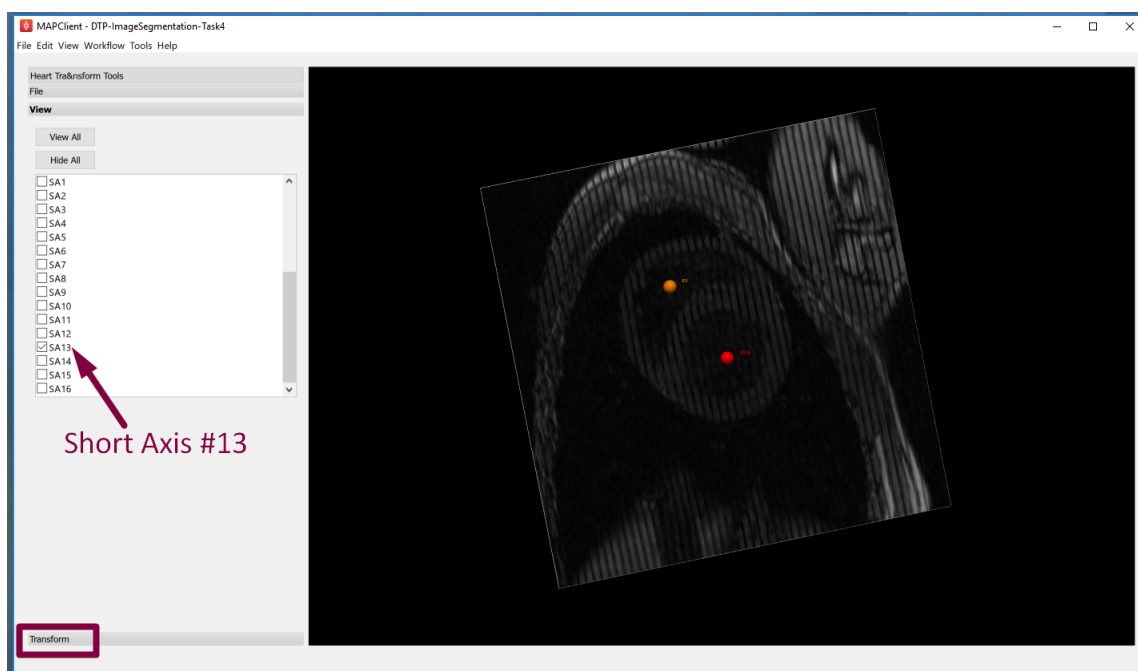 MAPClient - DTP-ImageSegmentation-Task4
File Edit View Workflow Tools Help
Heart Tra&nsform Tools
File
View
View All
Hide All
SA1
SA2
SA3
SA4
SA5
SA6
SA7
SA8
SA9
SA10
SA11
SA12
SA13
SA14
SA15
SA16
Short Axis #13
Transform